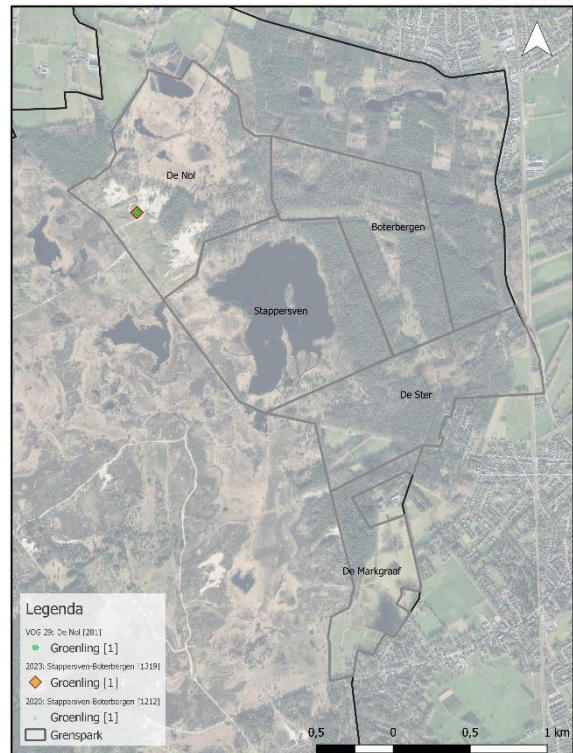 De Nol
Boterbergen
Stappersven
De Ster
De Markgraaf
Legenda
VOG 29: De Nol [281]
Groenling [1]
2023: Stappersven-Boterbergen [1319]
Groenling [1]
2020: Stappersven-Boterbergen [1212]
Groenling [1]
Grenspark
0,5 0 0,5 1 km